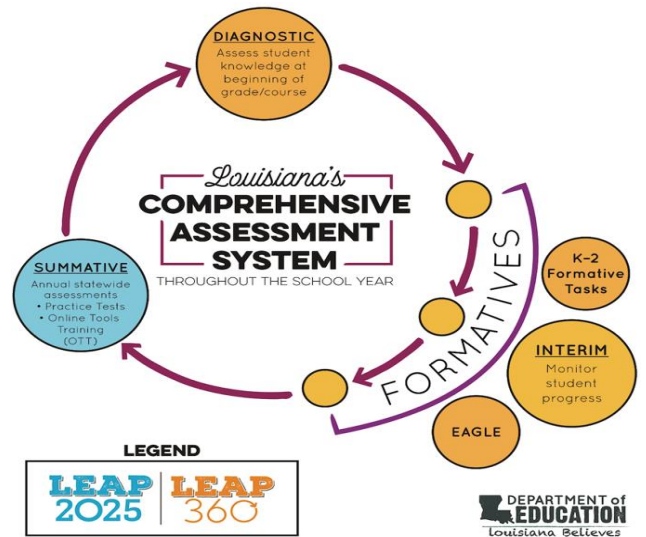 DIAGNOSTIC
Assess student
knowledge at
beginning of
grade/course
Louisiana's
COMPREHENSIVE
ASSESSMENT
SYSTEM
THROUGHOUT THE SCHOOL YEAR
SUMMATIVE
Annual statewide
assessments
• Practice Tests
• Online Tools
Training
(OTT)
FORMATIVES
K-2
Formative
Tasks
INTERIM
Monitor
student
progress
EAGLE
LEGEND
LEAP
2025
LEAP
360
DEPARTMENT of
EDUCATION
Louisiana Believes